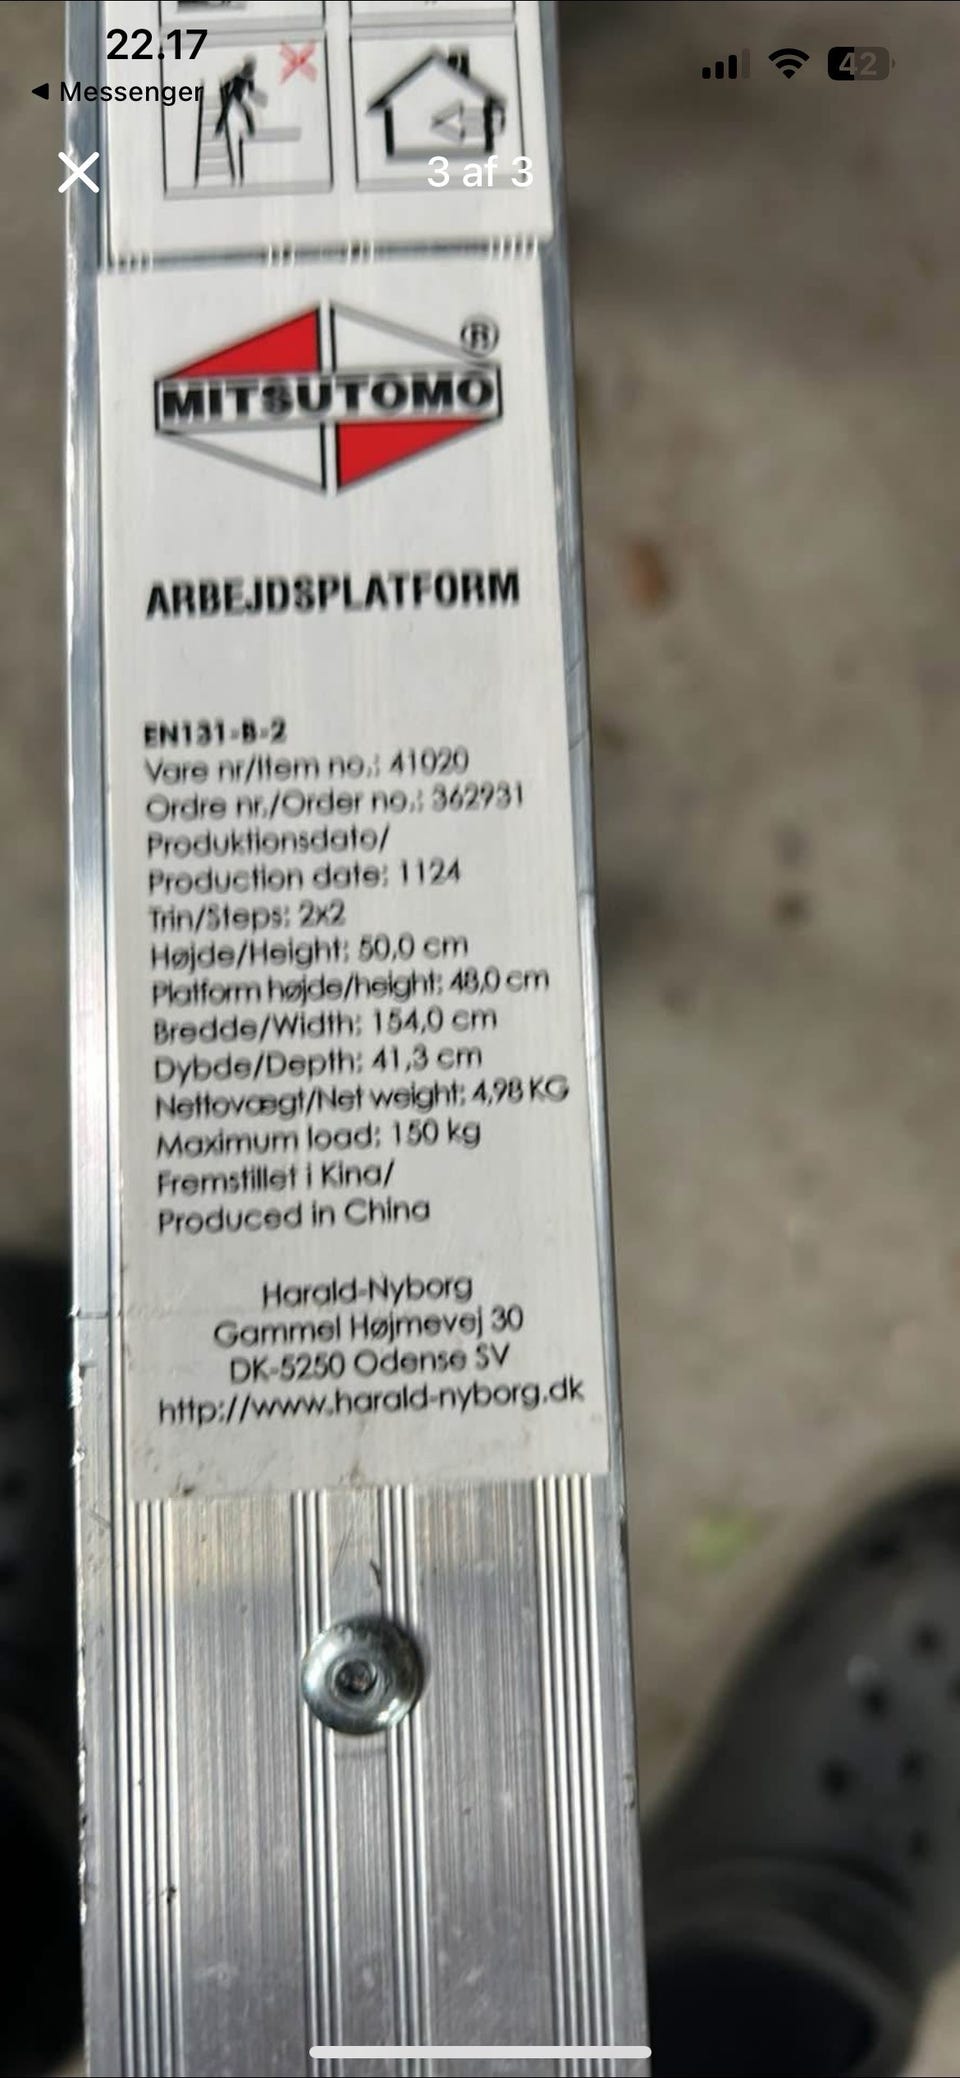 22.17
42
◄ Messenger
3 af 3
MITSUTOMO®
ARBEJDSPLATFORM
EN131-B-2
Vare nr/Item no.: 41020
Ordre nr./Order no.: 362931
Produktionsdato/
Production date: 1124
Trin/Steps: 2x2
Højde/Height: 50,0 cm
Platform højde/height: 48,0 cm
Bredde/Width: 154,0 cm
Dybde/Depth: 41,3 cm
Nettovægt/Net weight: 4,98 KG
Maximum load: 150 kg
Fremstillet i Kina/
Produced in China
Harald-Nyborg
Gammel Højmevej 30
DK-5250 Odense SV
http://www.harald-nyborg.dk